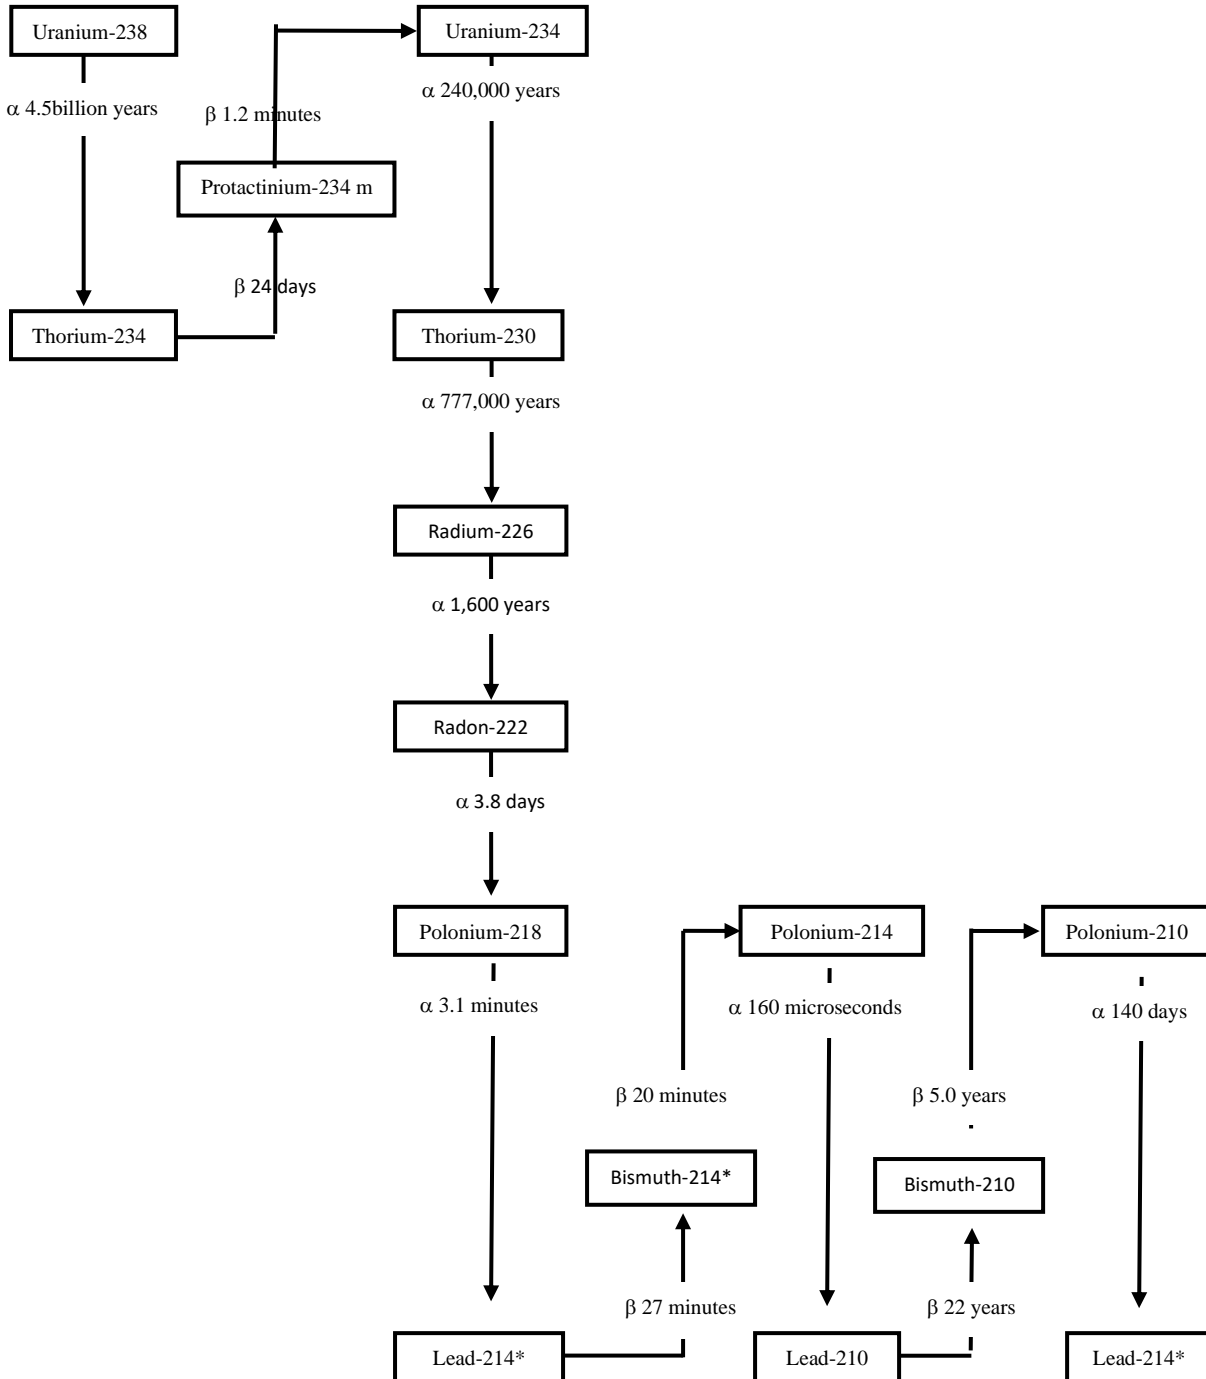 Uranium-238
Uranium-234
α 4.5billion years
β 1.2 minutes
α 240,000 years
Protactinium-234 m
β 24 days
Thorium-234
Thorium-230
α 777,000 years
Radium-226
α 1,600 years
Radon-222
α 3.8 days
Polonium-218
Polonium-214
Polonium-210
α 3.1 minutes
α 160 microseconds
α 140 days
β 20 minutes
β 5.0 years
Bismuth-214*
Bismuth-210
β 27 minutes
β 22 years
Lead-214*
Lead-210
Lead-214*